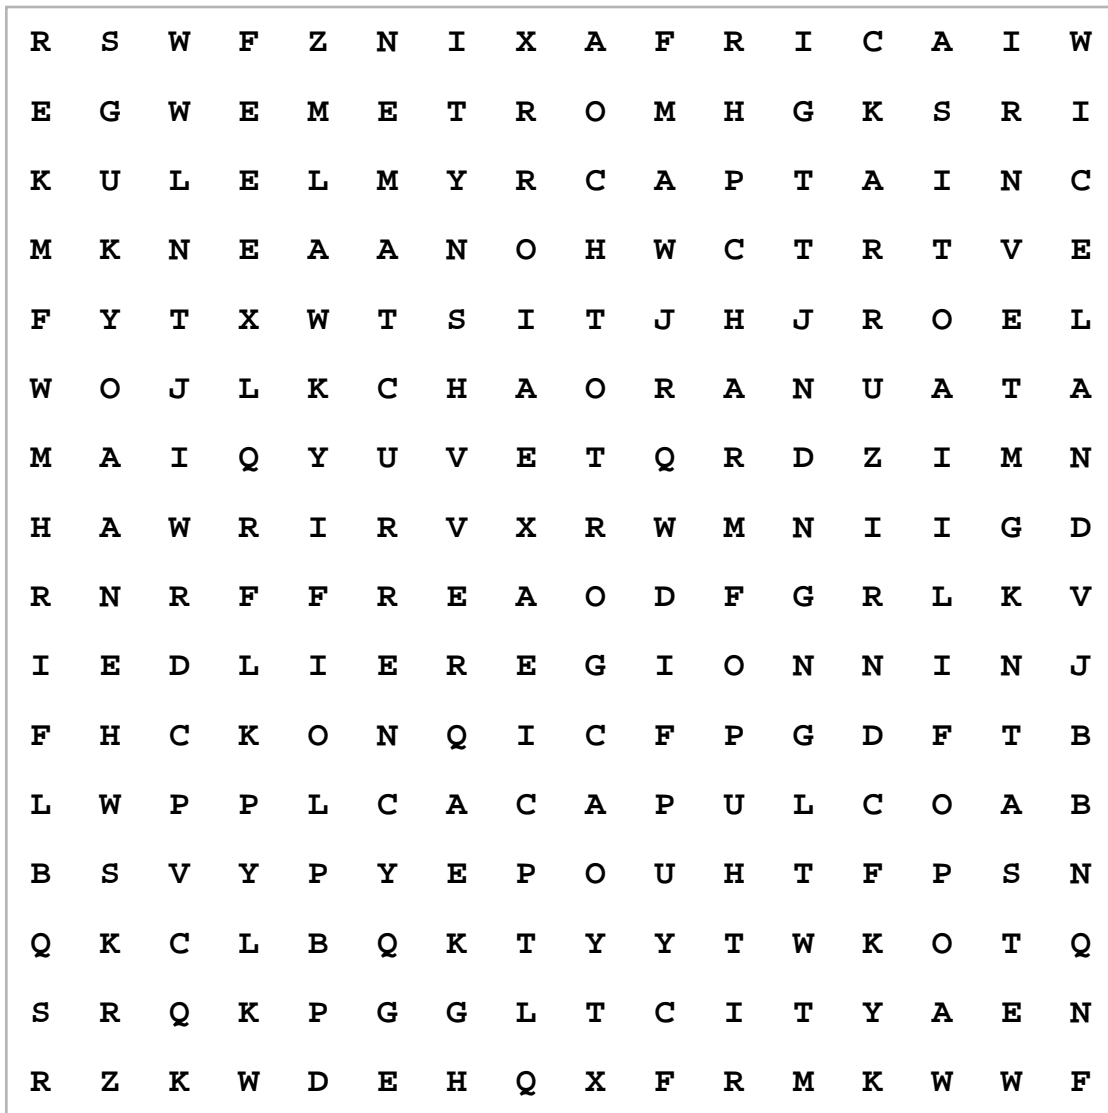 R S W F Z N I X A F R I C A I W
E G W E M E T R O M H G K S R I
K U L E L M Y R C A P T A I N C
M K N E A A N O H W C T R T V E
F Y T X W T S I T J H J R O E L
W O J L K C H A O R A N U A T A
M A I Q Y U V E T Q R D Z I M N
H A W R I R V X R W M N I I G D
R N R F F R E A O D F G R L K V
I E D L I E R E G I O N N I N J
F H C K O N Q I C F P G D F T B
L W P P L C A C A P U L C O A B
B S V Y P Y E P O U H T F P S N
Q K C L B Q K T Y Y T W K O T Q
S R Q K P G G L T C I T Y A E N
R Z K W D E H Q X F R M K W W F